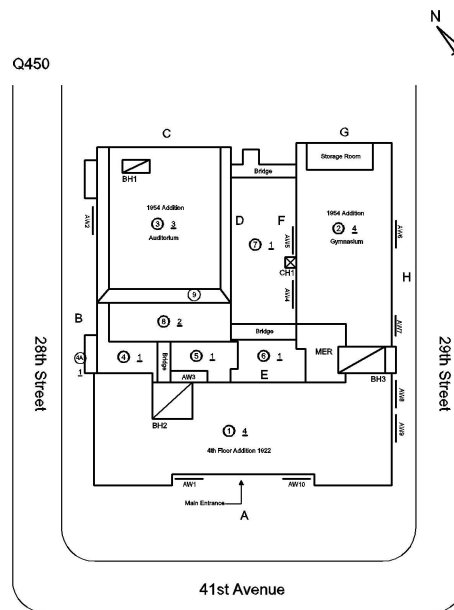 N
Q450
C
G
Storage Room
BH1
Bridge
1954 Addition
3 3
Auditorium
AW2
D
F
AW5
7 1
1954 Addition
2 4
Gymnasium
AW6
CH1
H
AW4
9
B
8 2
AW7
Bridge
4A
1
4 1
Bridge
5 1
6 1
MER
28th Street
29th Street
AW3
E
BH3
BH2
AW8
1 4
AW9
4th Floor Addition 1922
AW1
AW10
Main Entrance
A
41st Avenue